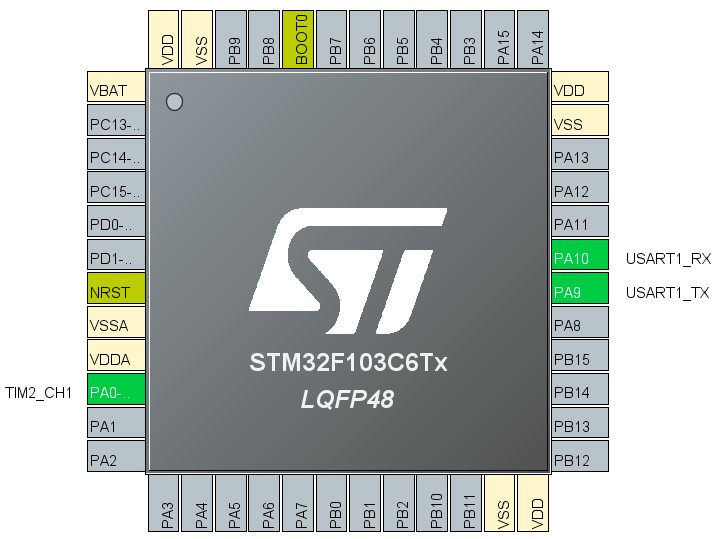 VDD
VSS
PB9
PB8
BOOT0
PB7
PB6
PB5
PB4
PB3
PA15
PA14
VBAT
PC13-..
PC14-..
PC15-..
PD0-..
PD1-..
NRST
VSSA
VDDA
TIM2_CH1 PA0-..
PA1
PA2
ST
STM32F103C6Tx
LQFP48
VDD
VSS
PA13
PA12
PA11
PA10 USART1_RX
PA9 USART1_TX
PA8
PB15
PB14
PB13
PB12
PA3
PA4
PA5
PA6
PA7
PB0
PB1
PB2
PB10
PB11
VSS
VDD